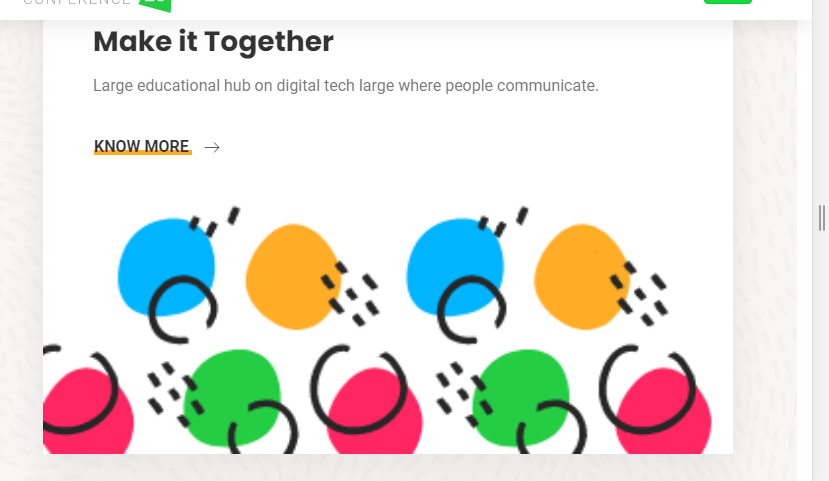 CONFERENCE
Make it Together
Large educational hub on digital tech large where people communicate.
KNOW MORE